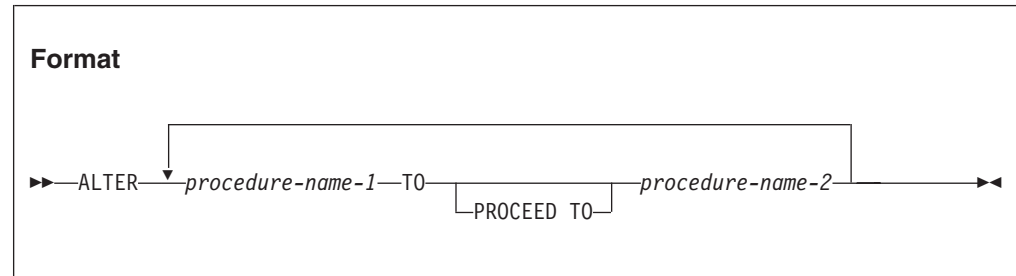 Format
ALTER procedure-name-1 TO procedure-name-2
PROCEED TO